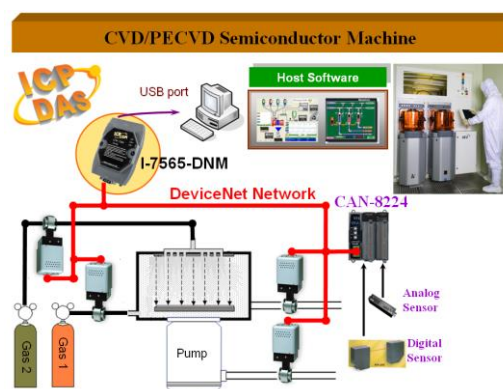 CVD/PECVD Semiconductor Machine
ICP
DAS
USB port
Host Software
I-7565-DNM
DeviceNet Network
CAN-8224
Analog
Sensor
Digital
Sensor
Pump
Gas 2
Gas 1